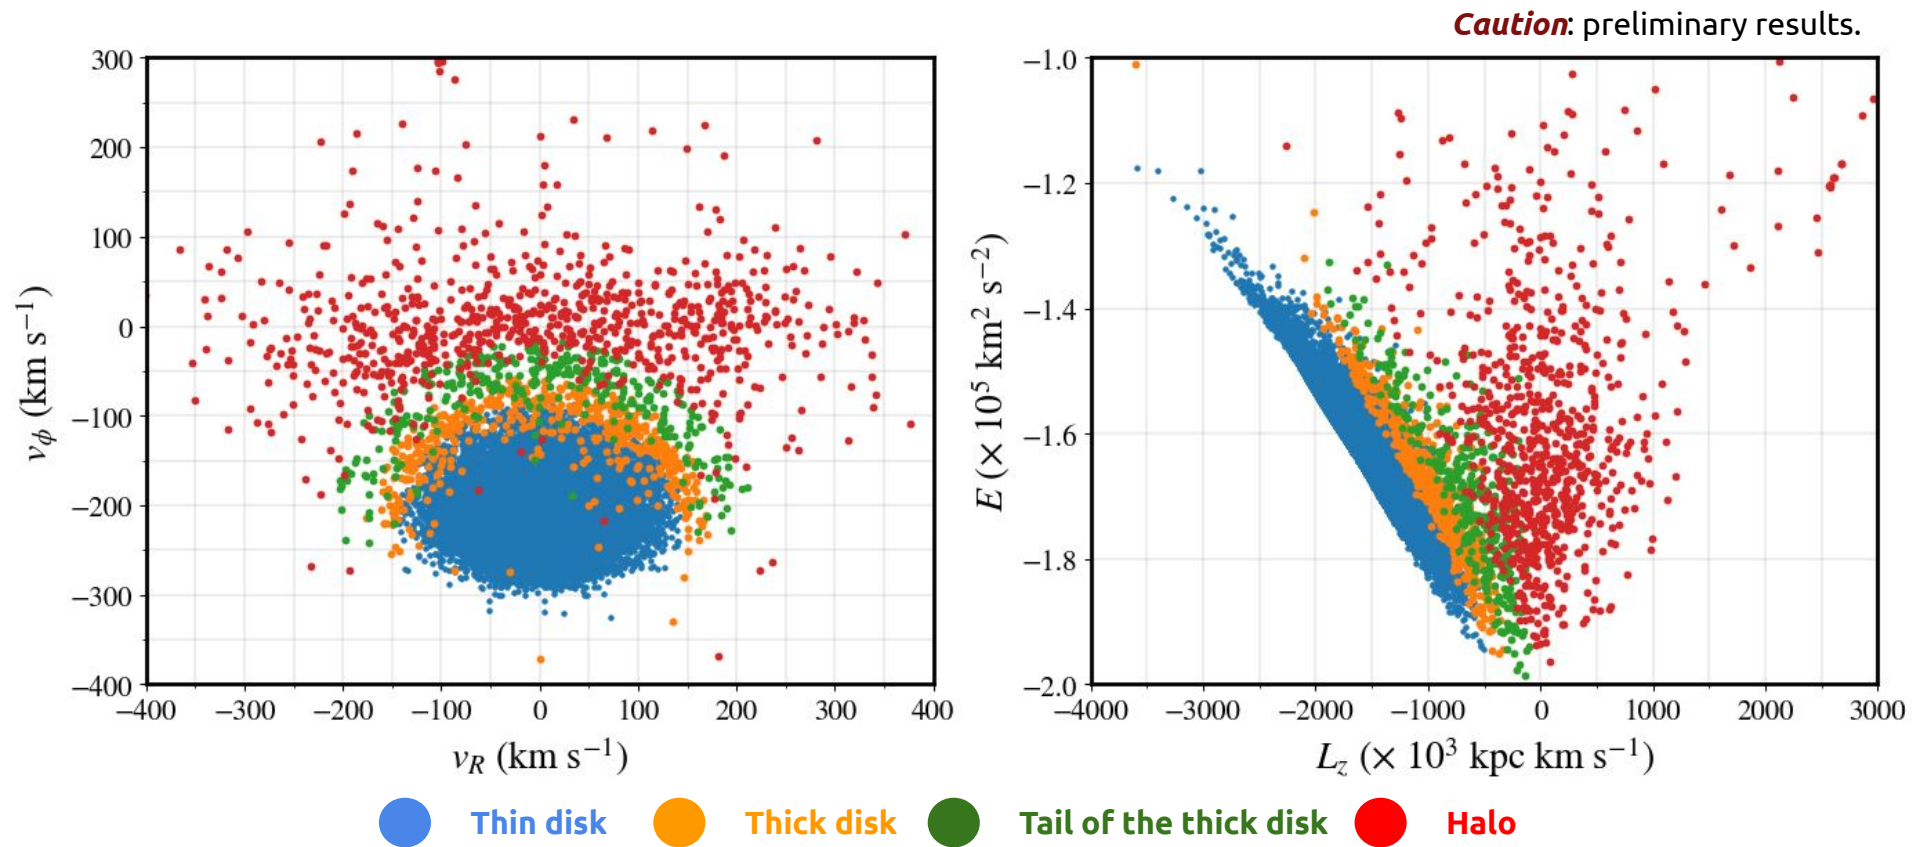 Caution: preliminary results.
300
200
100
0
−100
−200
−300
−400
−400 −300 −200 −100 0 100 200 300 400
v_ϕ (km s⁻¹)
v_R (km s⁻¹)
−1.0
−1.2
−1.4
−1.6
−1.8
−2.0
−4000 −3000 −2000 −1000 0 1000 2000 3000
E (× 10⁵ km² s⁻²)
L_z (× 10³ kpc km s⁻¹)
Thin disk Thick disk Tail of the thick disk Halo